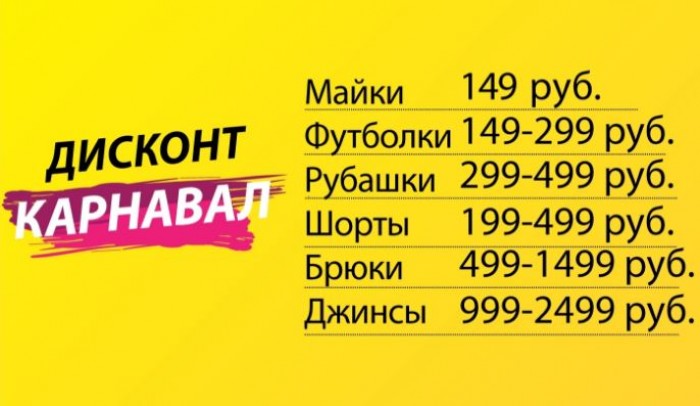 ДИСКОНТ
КАРНАВАЛ
Майки 149 руб.
Футболки 149-299 руб.
Рубашки 299-499 руб.
Шорты 199-499 руб.
Брюки 499-1499 руб.
Джинсы 999-2499 руб.